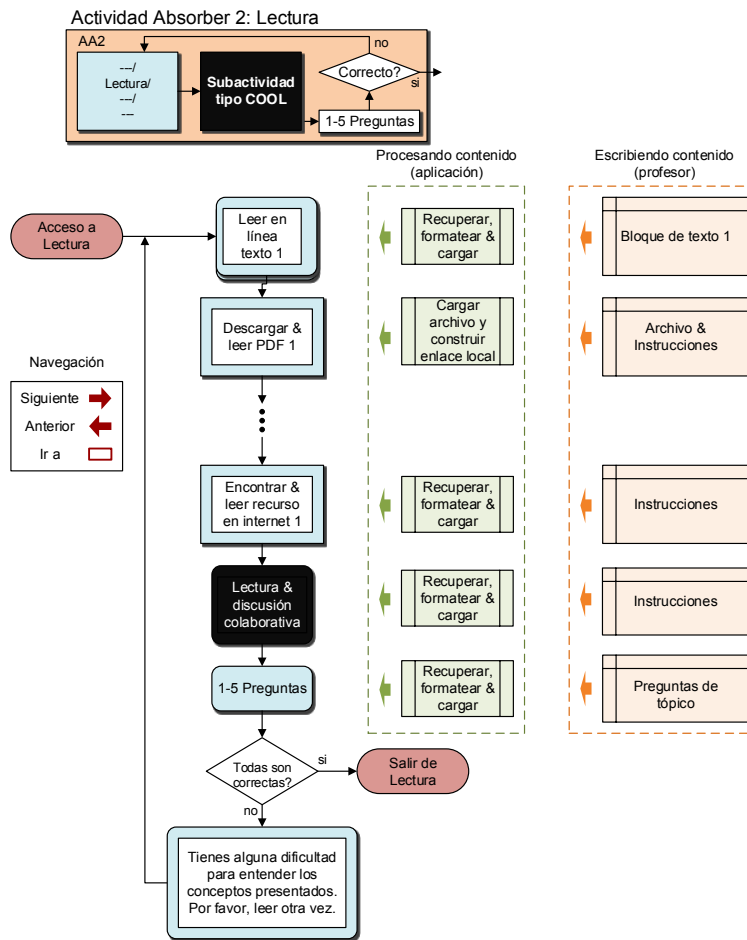 Actividad Absorber 2: Lectura
AA2
---/
Lectura/
---/
---
Subactividad
tipo COOL
no
Correcto?
si
1-5 Preguntas
Procesando contenido
(aplicación)
Escribiendo contenido
(profesor)
Acceso a
Lectura
Leer en
línea
texto 1
Recuperar,
formatear &
cargar
Bloque de texto 1
Descargar &
leer PDF 1
Cargar
archivo y
construir
enlace local
Archivo &
Instrucciones
Navegación
Siguiente
Anterior
Ir a
Encontrar &
leer recurso
en internet 1
Recuperar,
formatear &
cargar
Instrucciones
Lectura &
discusión
colaborativa
Recuperar,
formatear &
cargar
Instrucciones
1-5 Preguntas
Recuperar,
formatear &
cargar
Preguntas de
tópico
Todas son
correctas?
si
Salir de
Lectura
no
Tienes alguna dificultad
para entender los
conceptos presentados.
Por favor, leer otra vez.